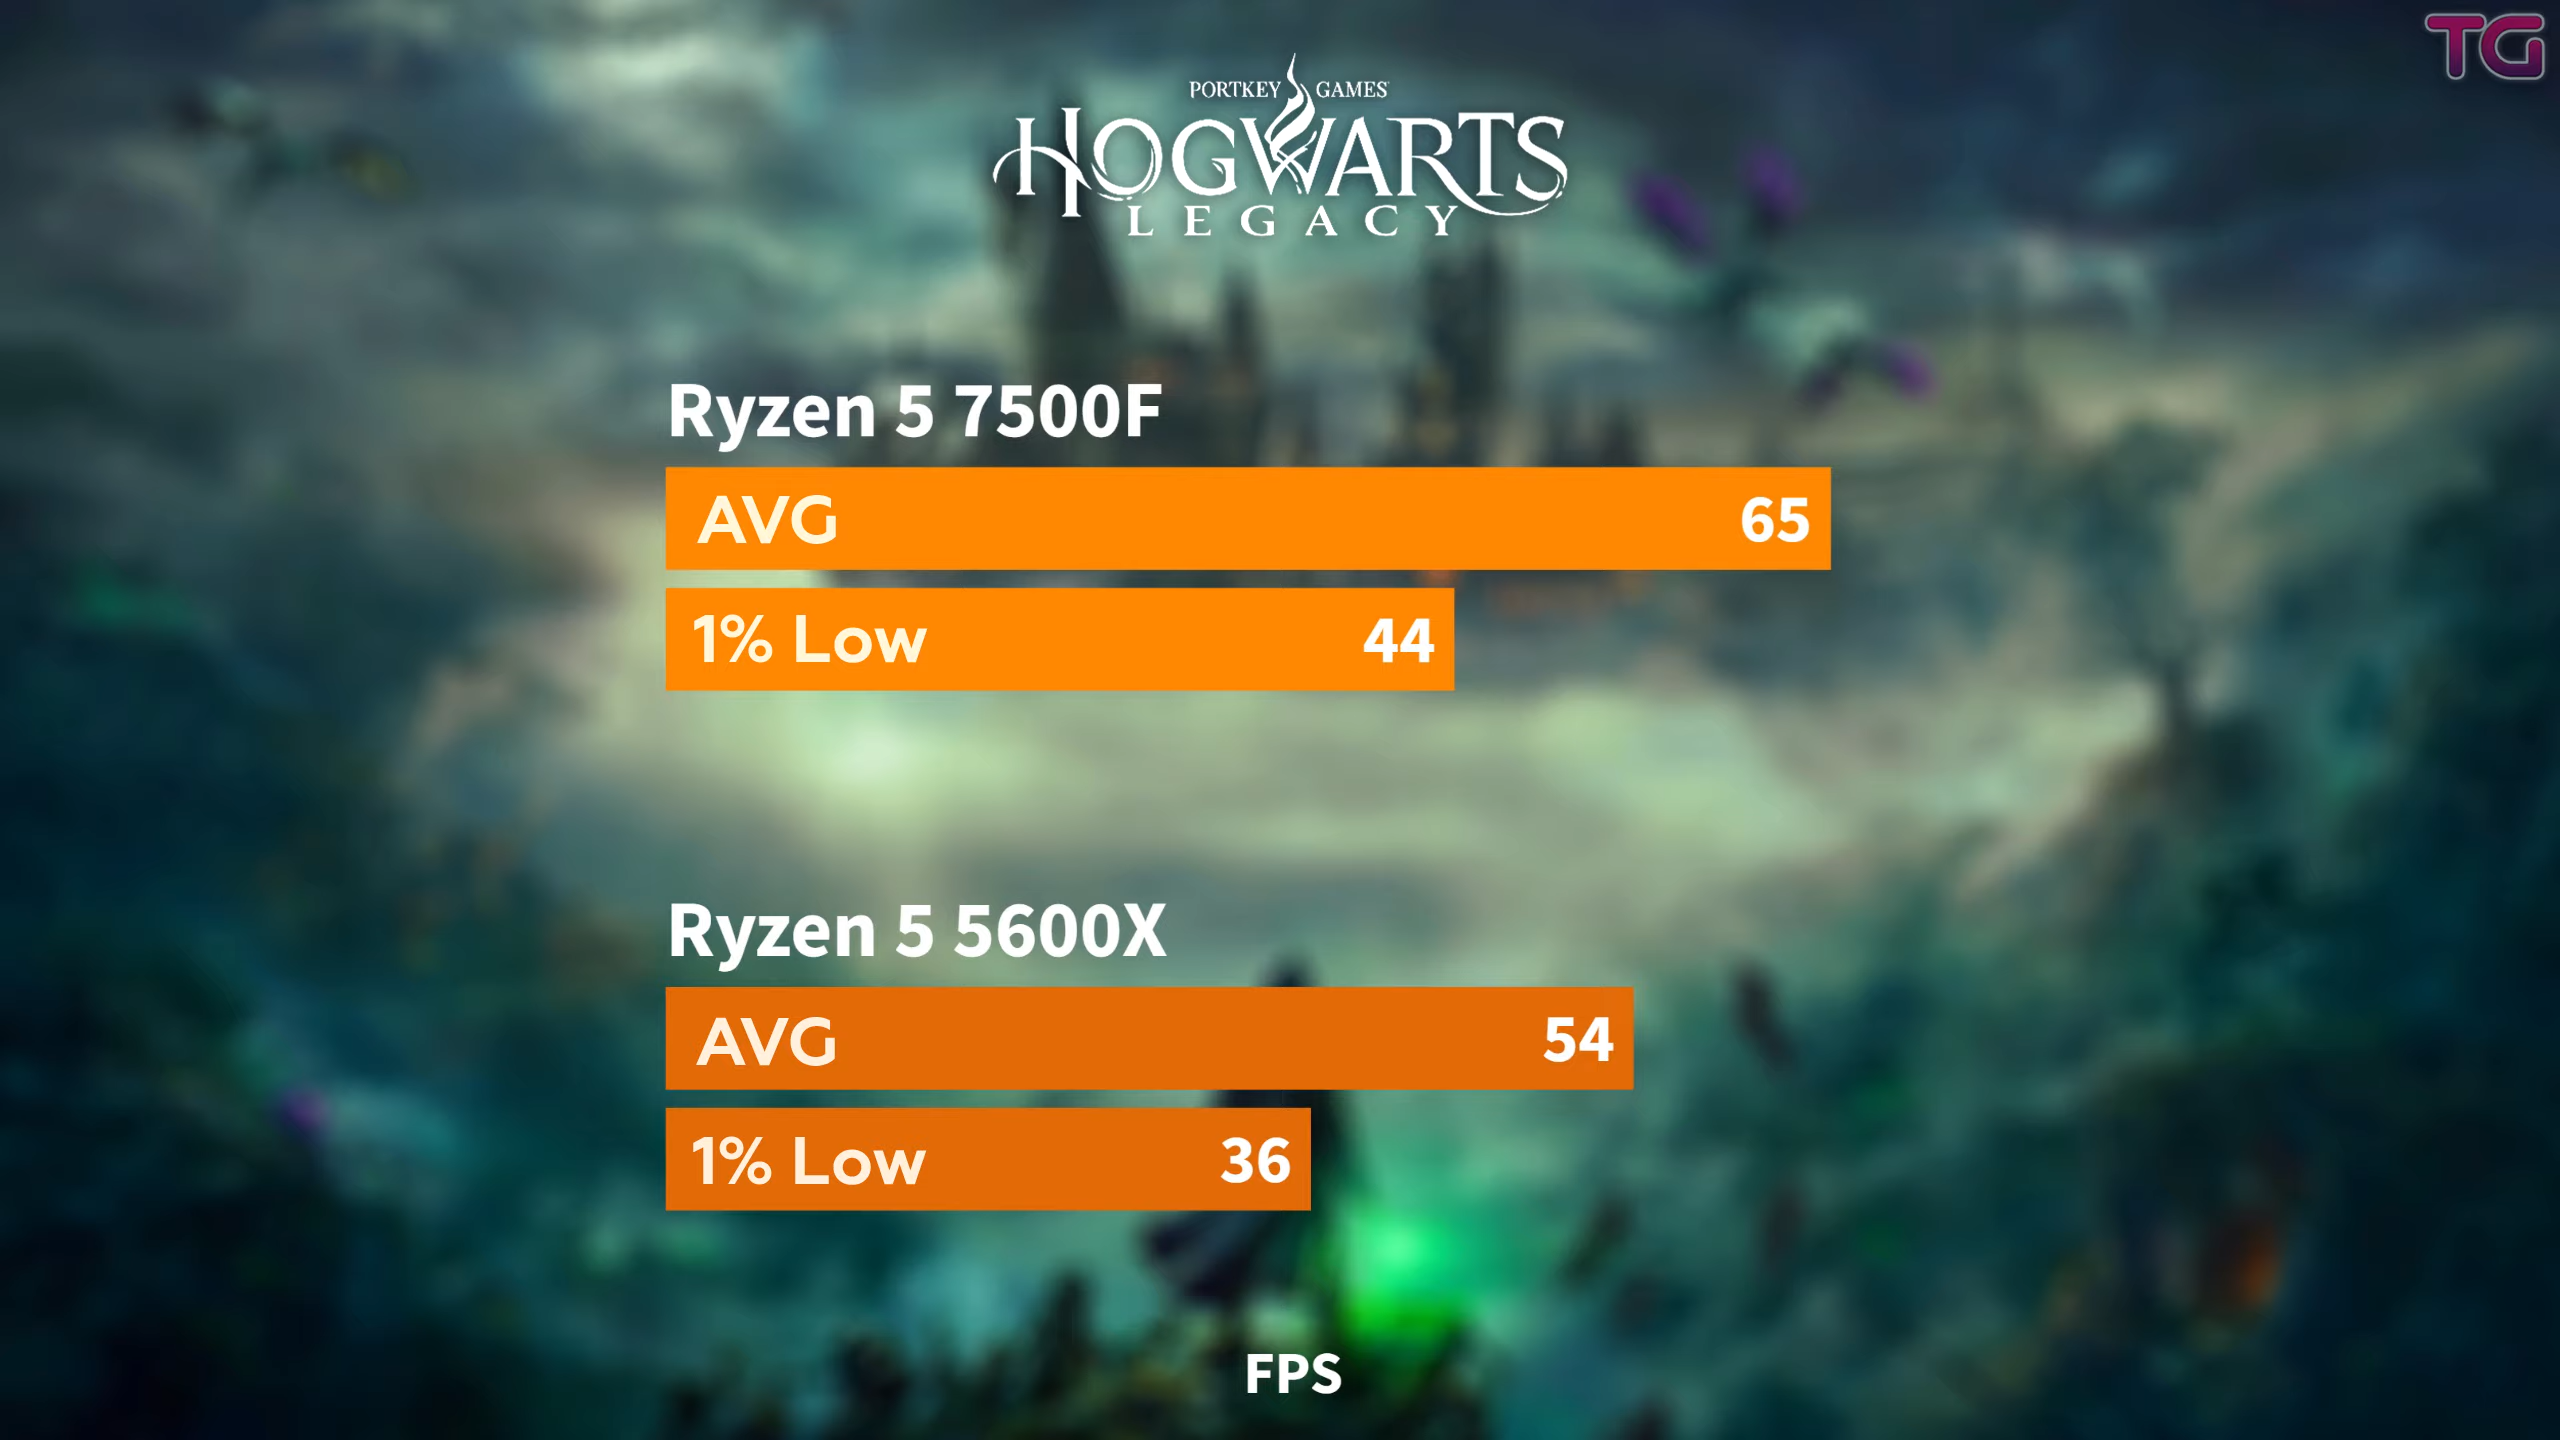 TG
PORTKEY GAMES
HOGWARTS
LEGACY
Ryzen 5 7500F
AVG 65
1% Low 44
Ryzen 5 5600X
AVG 54
1% Low 36
FPS